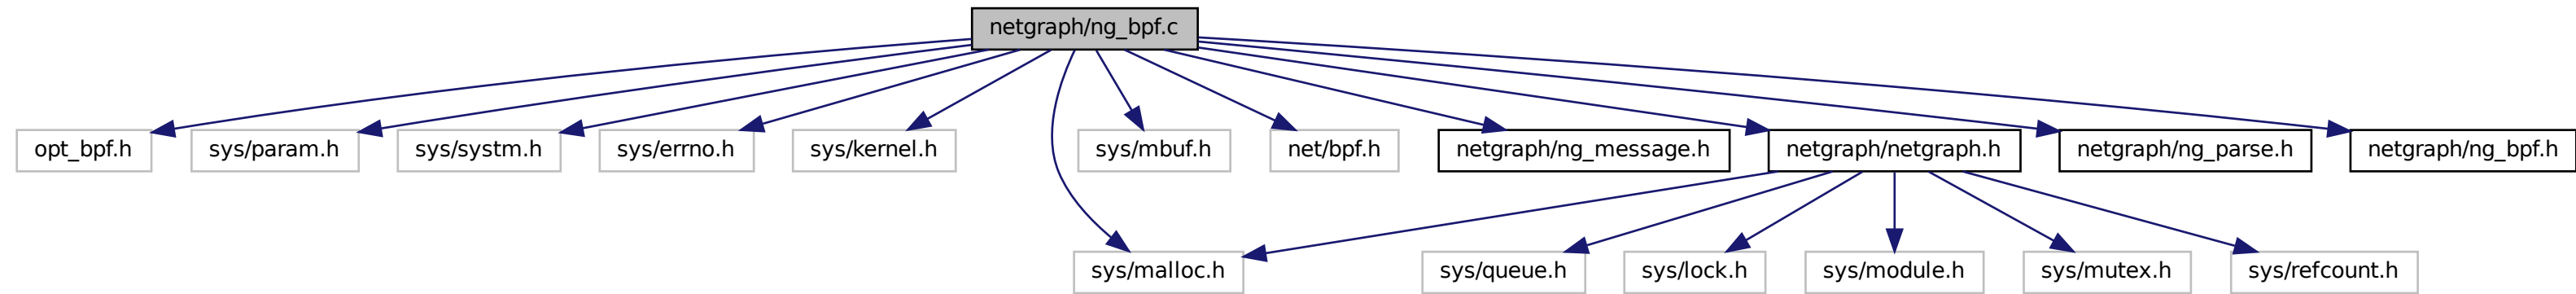 netgraph/ng_bpf.c
opt_bpf.h
sys/param.h
sys/systm.h
sys/errno.h
sys/kernel.h
sys/mbuf.h
net/bpf.h
netgraph/ng_message.h
netgraph/netgraph.h
netgraph/ng_parse.h
netgraph/ng_bpf.h
sys/malloc.h
sys/queue.h
sys/lock.h
sys/module.h
sys/mutex.h
sys/refcount.h